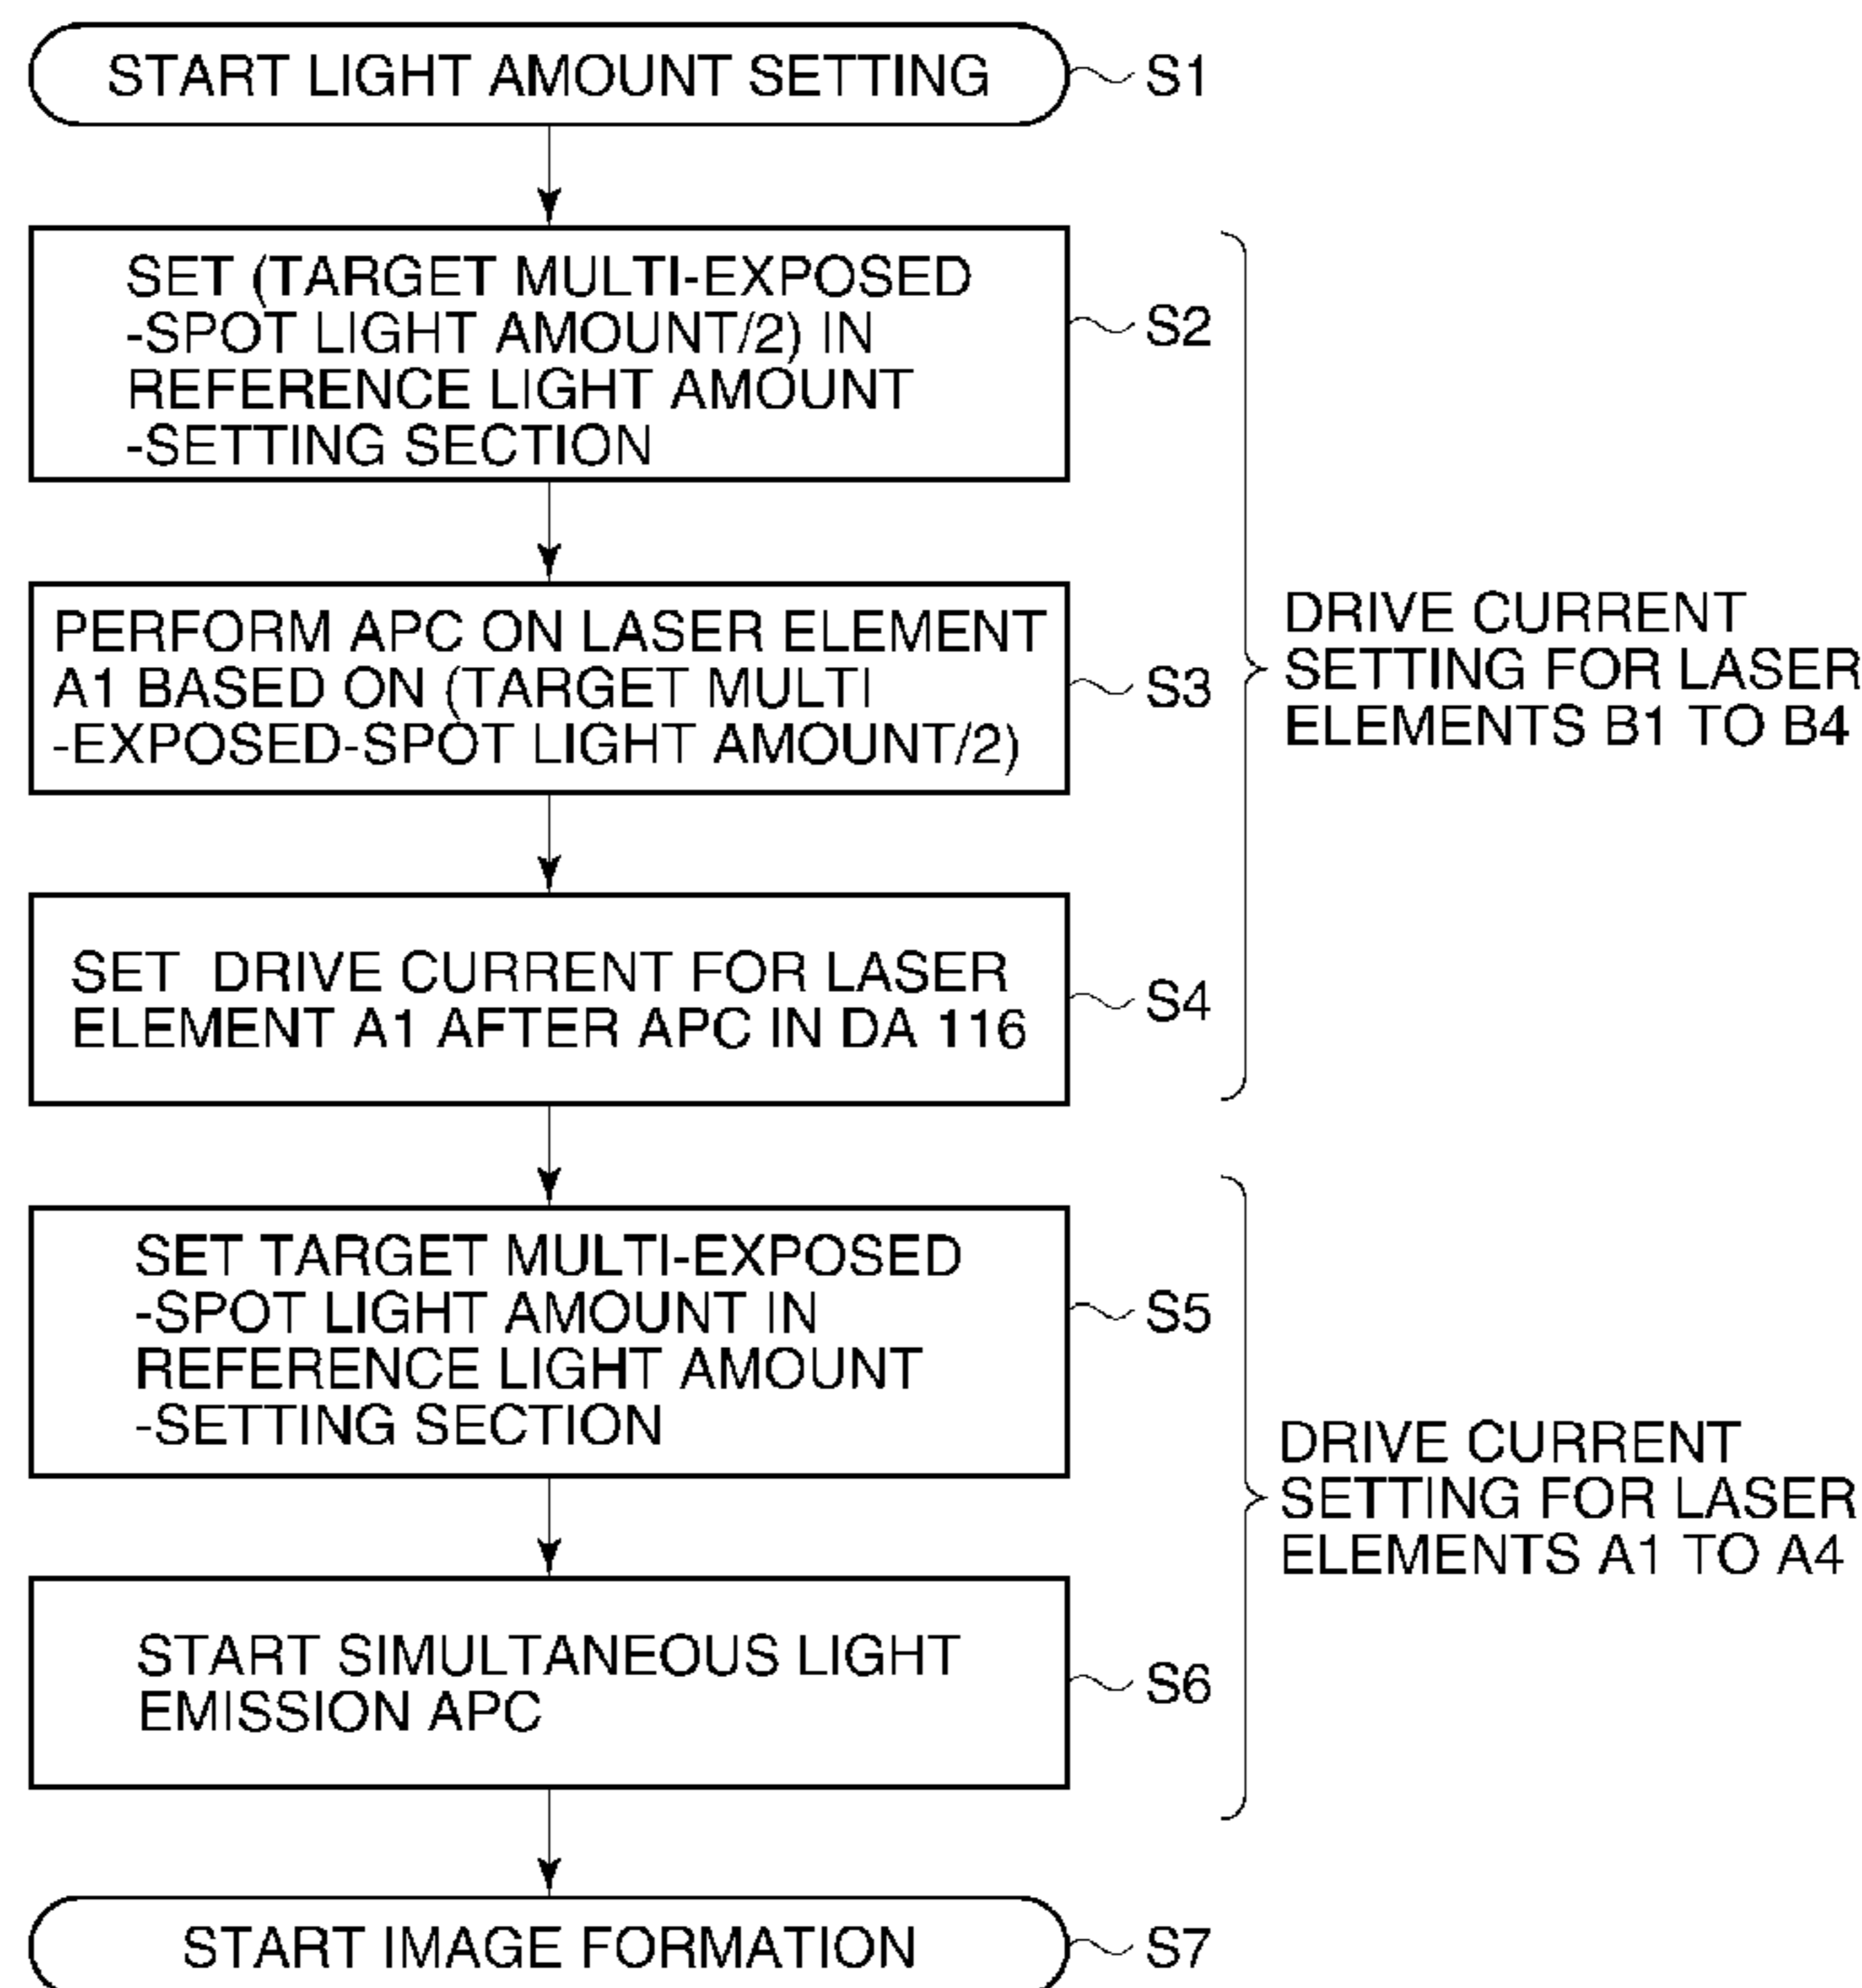 START LIGHT AMOUNT SETTING
S1
SET (TARGET MULTI-EXPOSED
-SPOT LIGHT AMOUNT/2) IN
REFERENCE LIGHT AMOUNT
-SETTING SECTION
S2
PERFORM APC ON LASER ELEMENT
A1 BASED ON (TARGET MULTI
-EXPOSED-SPOT LIGHT AMOUNT/2)
S3
DRIVE CURRENT
SETTING FOR LASER
ELEMENTS B1 TO B4
SET DRIVE CURRENT FOR LASER
ELEMENT A1 AFTER APC IN DA 116
S4
SET TARGET MULTI-EXPOSED
-SPOT LIGHT AMOUNT IN
REFERENCE LIGHT AMOUNT
-SETTING SECTION
S5
DRIVE CURRENT
SETTING FOR LASER
ELEMENTS A1 TO A4
START SIMULTANEOUS LIGHT
EMISSION APC
S6
START IMAGE FORMATION
S7